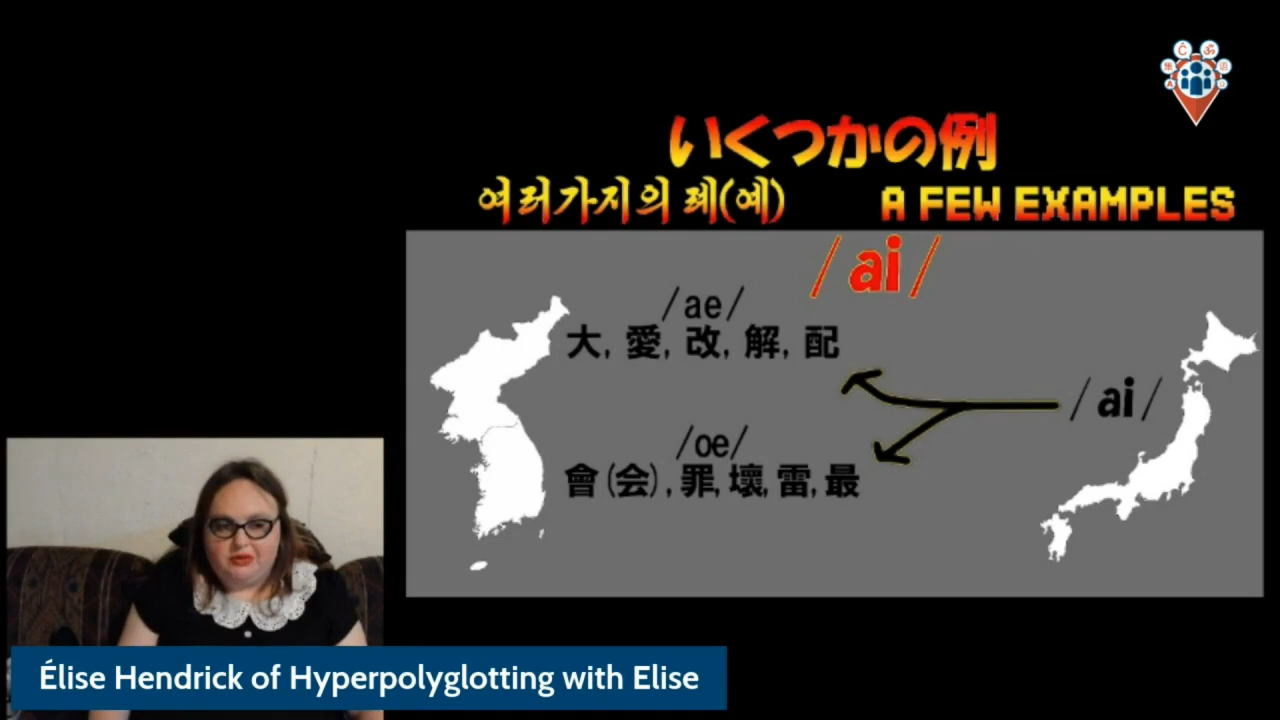 いくつかの例
여러가지의 례(예)
A FEW EXAMPLES
/ai/
/ae/
大, 愛, 改, 解, 配
/ai/
/oe/
會(会), 罪, 壞, 雷, 最
Élise Hendrick of Hyperpolyglotting with Elise